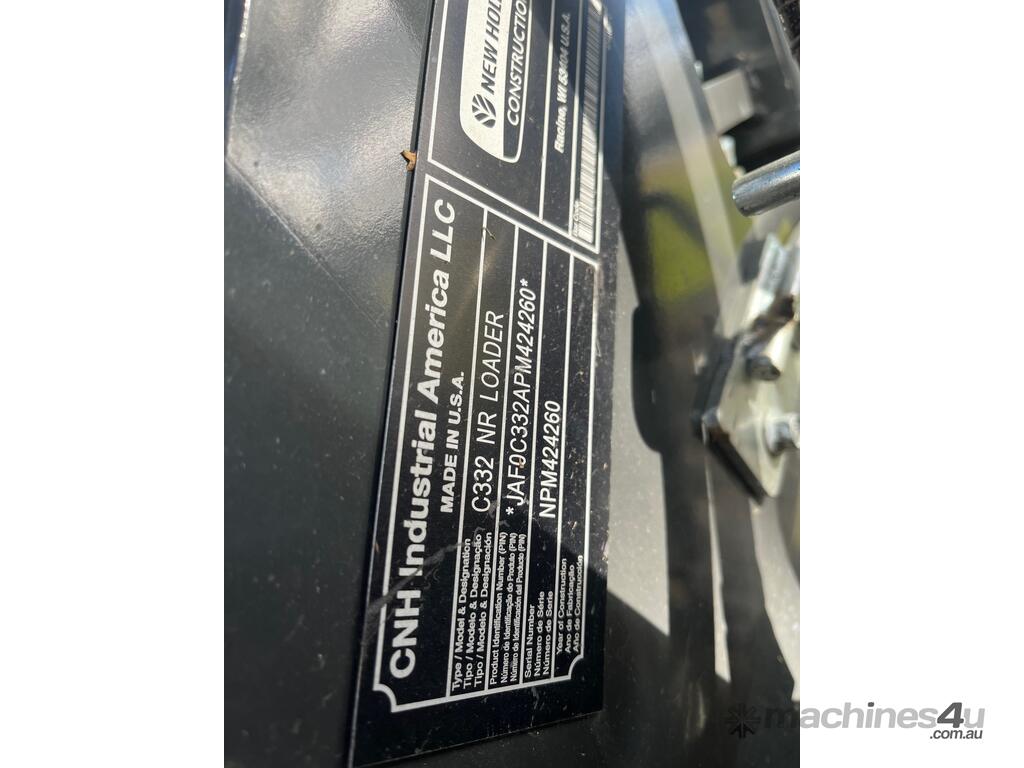 NEW HOL
CONSTRUCTION
Racine, WI 53404 U.S.A.
CNH Industrial America LLC
MADE IN U.S.A.
Type / Model & Designation
Tipo / Modelo & Designação
Tipo / Modelo & Designación
C332 NR LOADER
Product Identification Number (PIN)
Número de Identificação do Produto (PIN)
Número de Identificación del Producto (PIN)
*JAF0C332APM424260*
Serial Number
Número de Série
Número de Serie
NPM424260
Year of Construction
Ano de Fabricação
Año de Construcción
machines4u
.com.au